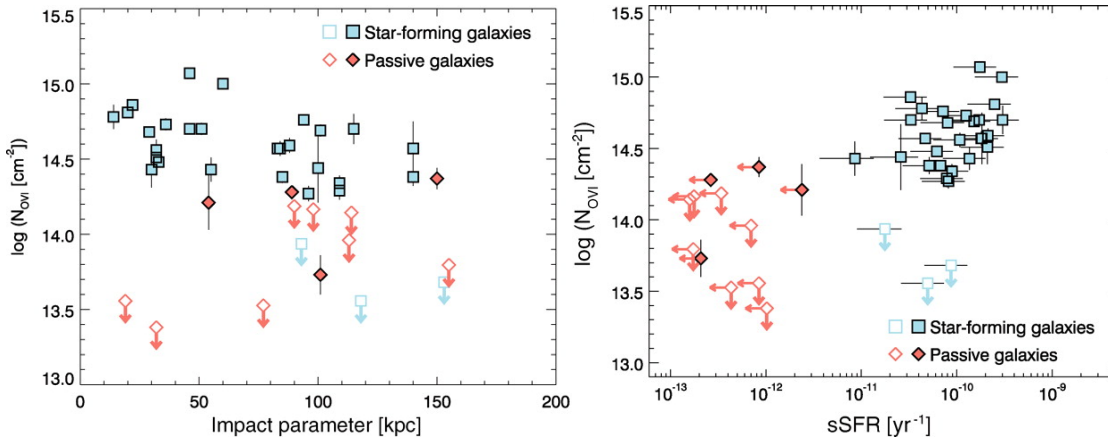 15.5
15.0
14.5
14.0
13.5
13.0
log (N_OVI [cm⁻²])
Star-forming galaxies
Passive galaxies
0
50
100
150
200
Impact parameter [kpc]
15.5
15.0
14.5
14.0
13.5
13.0
log (N_OVI [cm⁻²])
Star-forming galaxies
Passive galaxies
10⁻¹³
10⁻¹²
10⁻¹¹
10⁻¹⁰
10⁻⁹
sSFR [yr⁻¹]